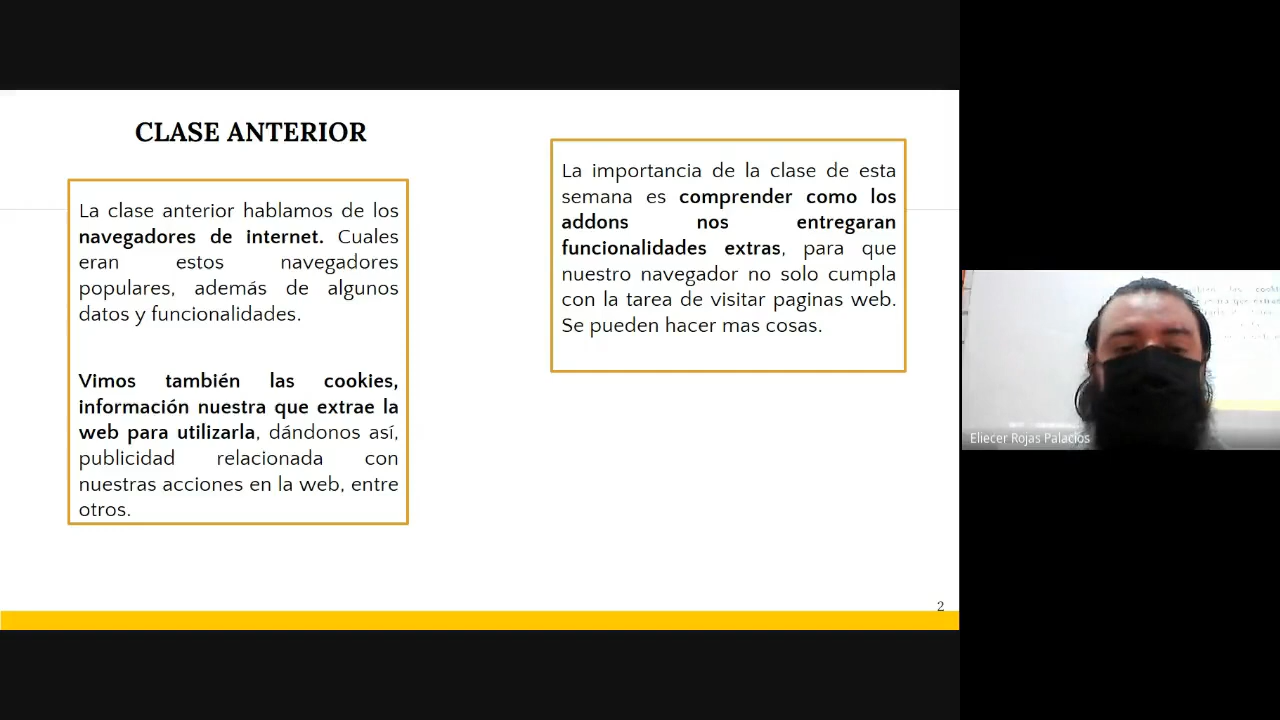 CLASE ANTERIOR
La clase anterior hablamos de los
navegadores de internet. Cuales
eran estos navegadores
populares, además de algunos
datos y funcionalidades.
Vimos también las cookies,
información nuestra que extrae la
web para utilizarla, dándonos así,
publicidad relacionada con
nuestras acciones en la web, entre
otros.
La importancia de la clase de esta
semana es comprender como los
addons nos entregaran
funcionalidades extras, para que
nuestro navegador no solo cumpla
con la tarea de visitar paginas web.
Se pueden hacer mas cosas.
2
Eliecer Rojas Palacios